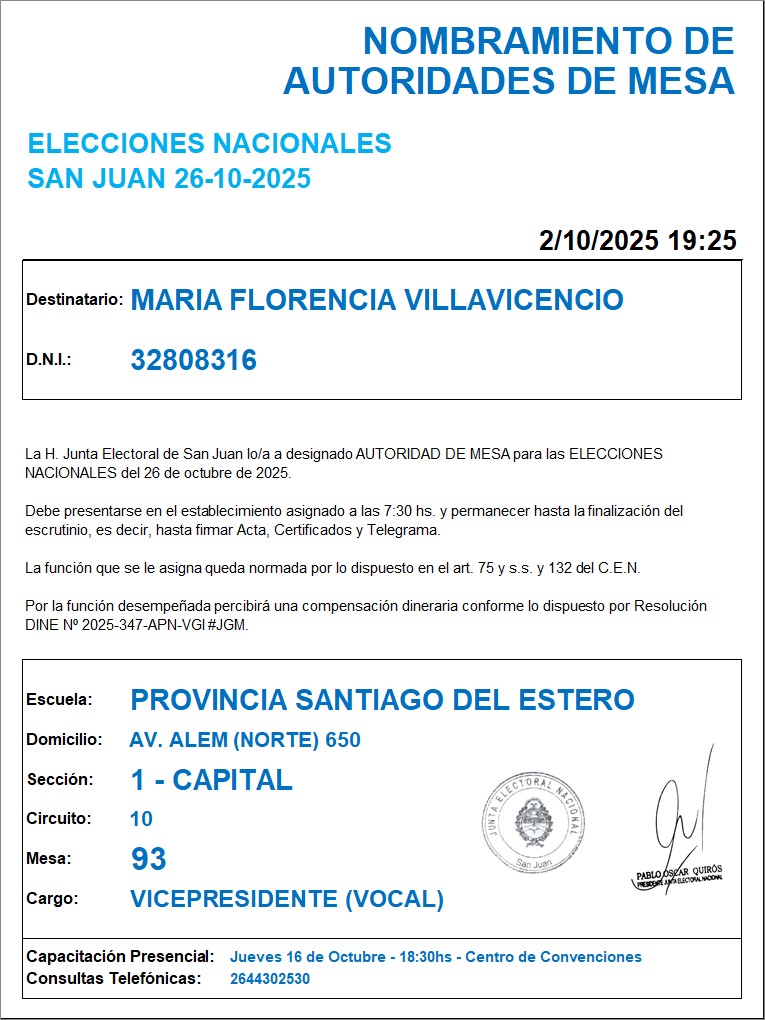 NOMBRAMIENTO DE
AUTORIDADES DE MESA
ELECCIONES NACIONALES
SAN JUAN 26-10-2025
2/10/2025 19:25
Destinatario: MARIA FLORENCIA VILLAVICENCIO
D.N.I.: 32808316
La H. Junta Electoral de San Juan lo/a a designado AUTORIDAD DE MESA para las ELECCIONES
NACIONALES del 26 de octubre de 2025.
Debe presentarse en el establecimiento asignado a las 7:30 hs. y permanecer hasta la finalización del
escrutinio, es decir, hasta firmar Acta, Certificados y Telegrama.
La función que se le asigna queda normada por lo dispuesto en el art. 75 y s.s. y 132 del C.E.N.
Por la función desempeñada percibirá una compensación dineraria conforme lo dispuesto por Resolución
DINE Nº 2025-347-APN-VGI#JGM.
Escuela: PROVINCIA SANTIAGO DEL ESTERO
Domicilio: AV. ALEM (NORTE) 650
Sección: 1 - CAPITAL
Circuito: 10
Mesa: 93
Cargo: VICEPRESIDENTE (VOCAL)
JUNTA ELECTORAL NACIONAL
San Juan
PABLO OSCAR QUIRÓS
PRESIDENTE JUNTA ELECTORAL NACIONAL
Capacitación Presencial: Jueves 16 de Octubre - 18:30hs - Centro de Convenciones
Consultas Telefónicas: 2644302530